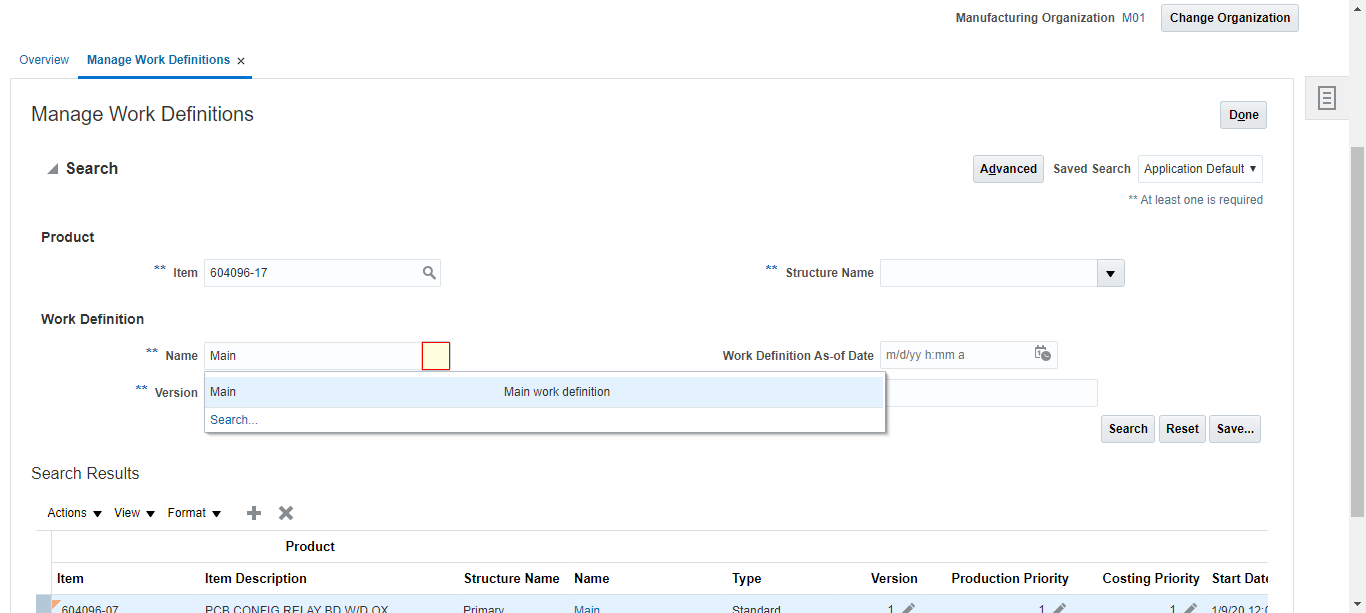 Manufacturing Organization M01 Change Organization
Overview Manage Work Definitions ×
Manage Work Definitions Done
Search Advanced Saved Search Application Default ▼
** At least one is required
Product
** Item 604096-17 ** Structure Name
Work Definition
** Name Main Work Definition As-of Date m/d/yy h:mm a
** Version Main Main work definition
Search...
Search Reset Save...
Search Results
Actions ▼ View ▼ Format ▼
Product
Item Item Description Structure Name Name Type Version Production Priority Costing Priority Start Date
604096-07 PCB CONFIG RELAY BD W/D OX Primary Main Standard 1 1 1 1/9/20 12:0